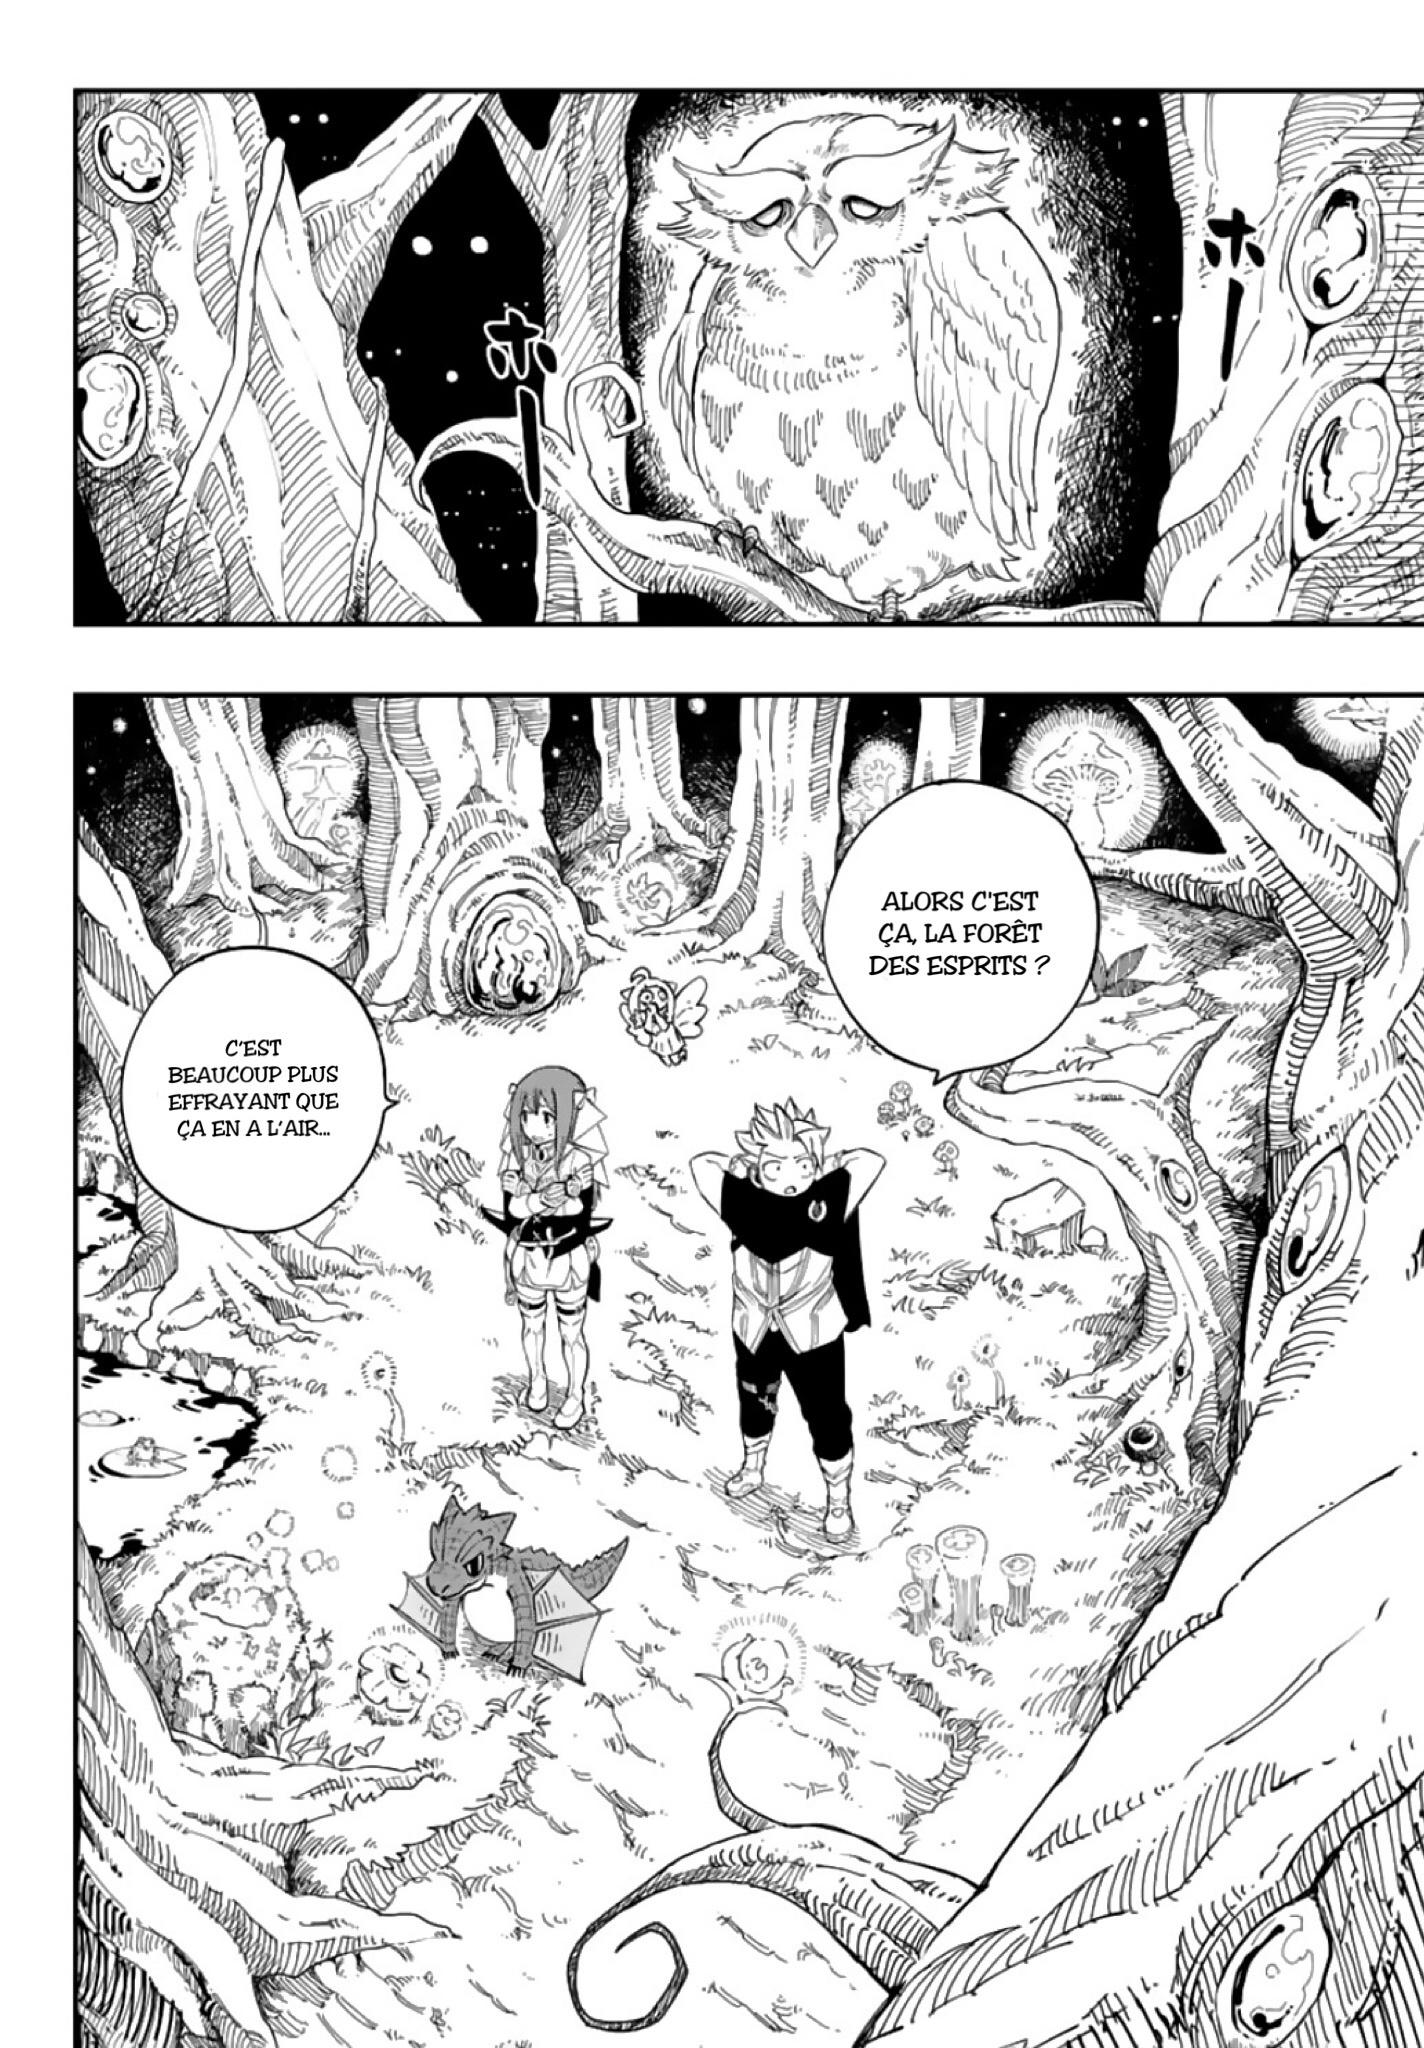 ホー
ホー
ALORS C'EST
ÇA, LA FORÊT
DES ESPRITS ?
C'EST
BEAUCOUP PLUS
EFFRAYANT QUE
ÇA EN A L'AIR...